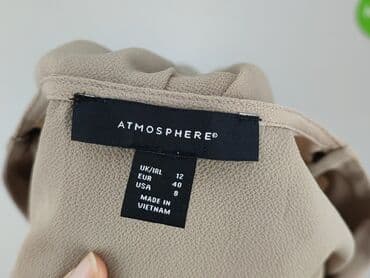 ATMOSPHERE®
UK/IRL 12
EUR 40
USA 8
MADE IN
VIETNAM